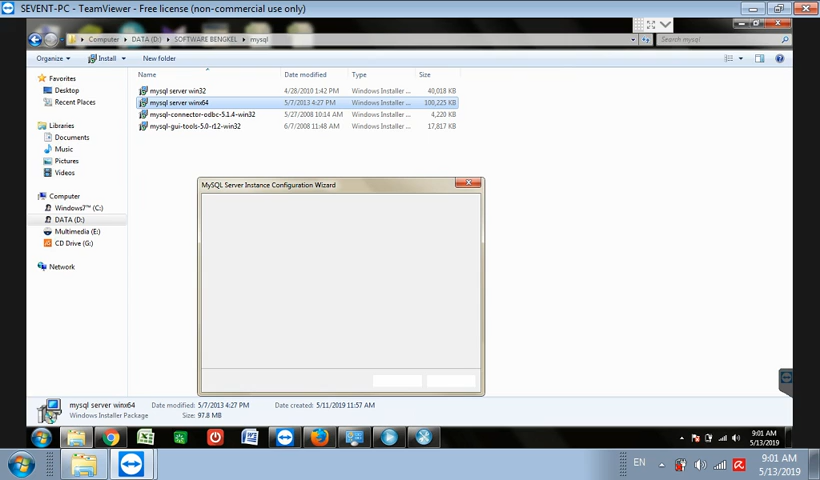 SEVENT-PC - TeamViewer - Free license (non-commercial use only)
Computer DATA (D:) SOFTWARE BENGKEL mysql Search mysql
Organize Install New folder
Name Date modified Type Size
Favorites
Desktop
Recent Places
Libraries
Documents
Music
Pictures
Videos
Computer
Windows7™ (C:)
DATA (D:)
Multimedia (E:)
CD Drive (G:)
Network
mysql server win32 4/28/2010 1:42 PM Windows Installer ... 40,018 KB
mysql server winx64 5/7/2013 4:27 PM Windows Installer ... 100,225 KB
mysql-connector-odbc-5.1.4-win32 5/27/2008 10:14 AM Windows Installer ... 4,220 KB
mysql-gui-tools-5.0-r12-win32 6/7/2008 11:48 AM Windows Installer ... 17,817 KB
MySQL Server Instance Configuration Wizard
mysql server winx64 Date modified: 5/7/2013 4:27 PM Date created: 5/11/2019 11:57 AM
Windows Installer Package Size: 97.8 MB
9:01 AM
5/13/2019
EN
9:01 AM
5/13/2019